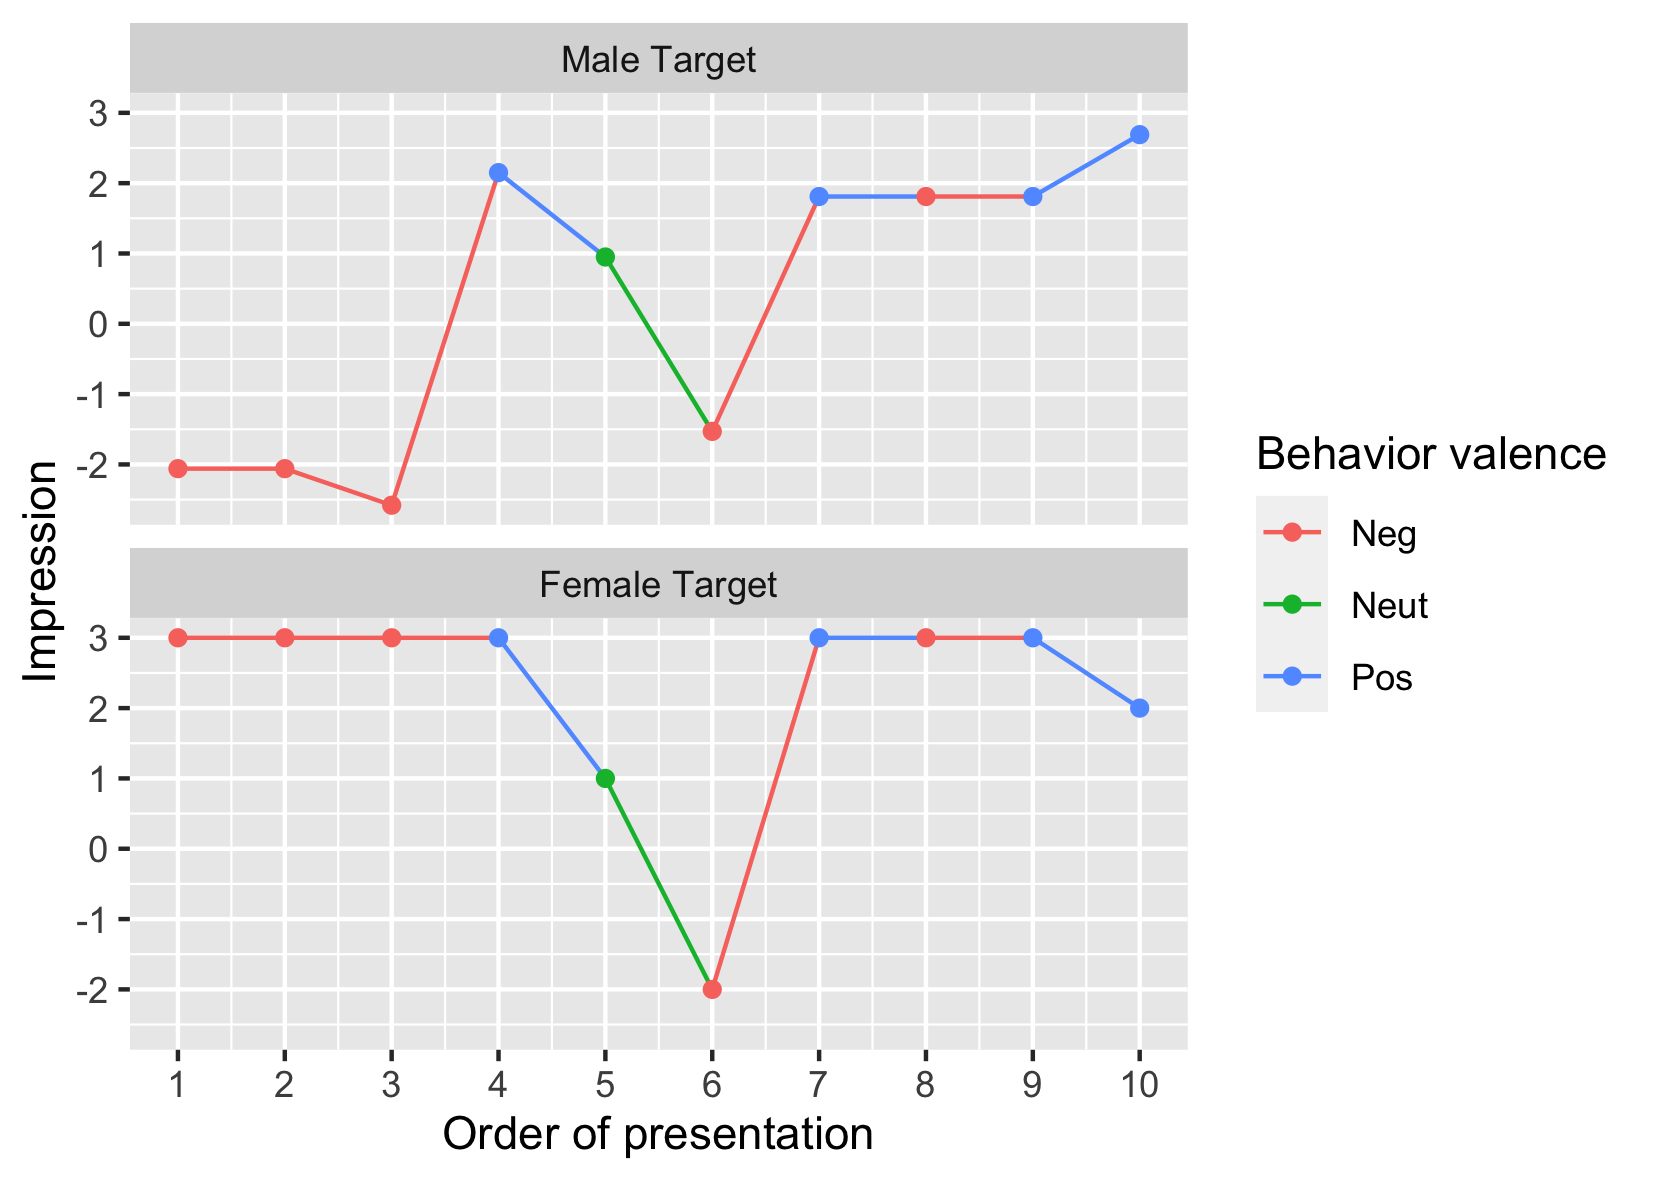 Male Target
3
2
1
0
-1
-2
Impression
Female Target
3
2
1
0
-1
-2
1 2 3 4 5 6 7 8 9 10
Order of presentation
Behavior valence
Neg
Neut
Pos